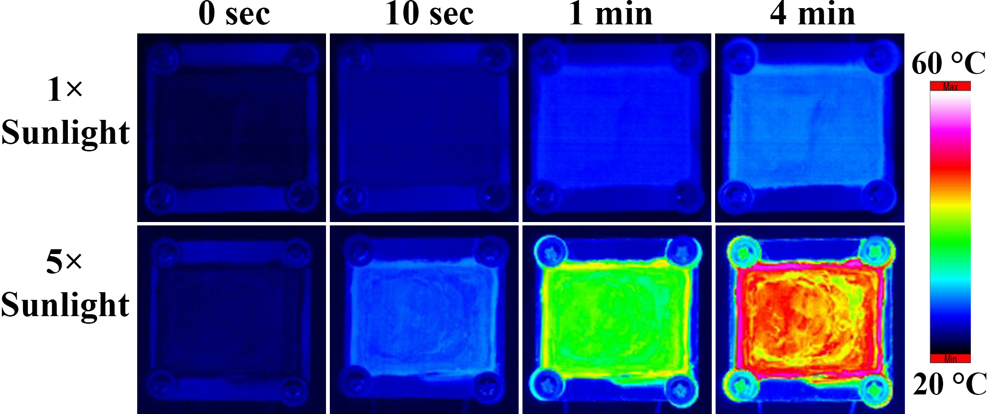 0 sec
10 sec
1 min
4 min
1×
Sunlight
5×
Sunlight
60 °C
Max
Min
20 °C